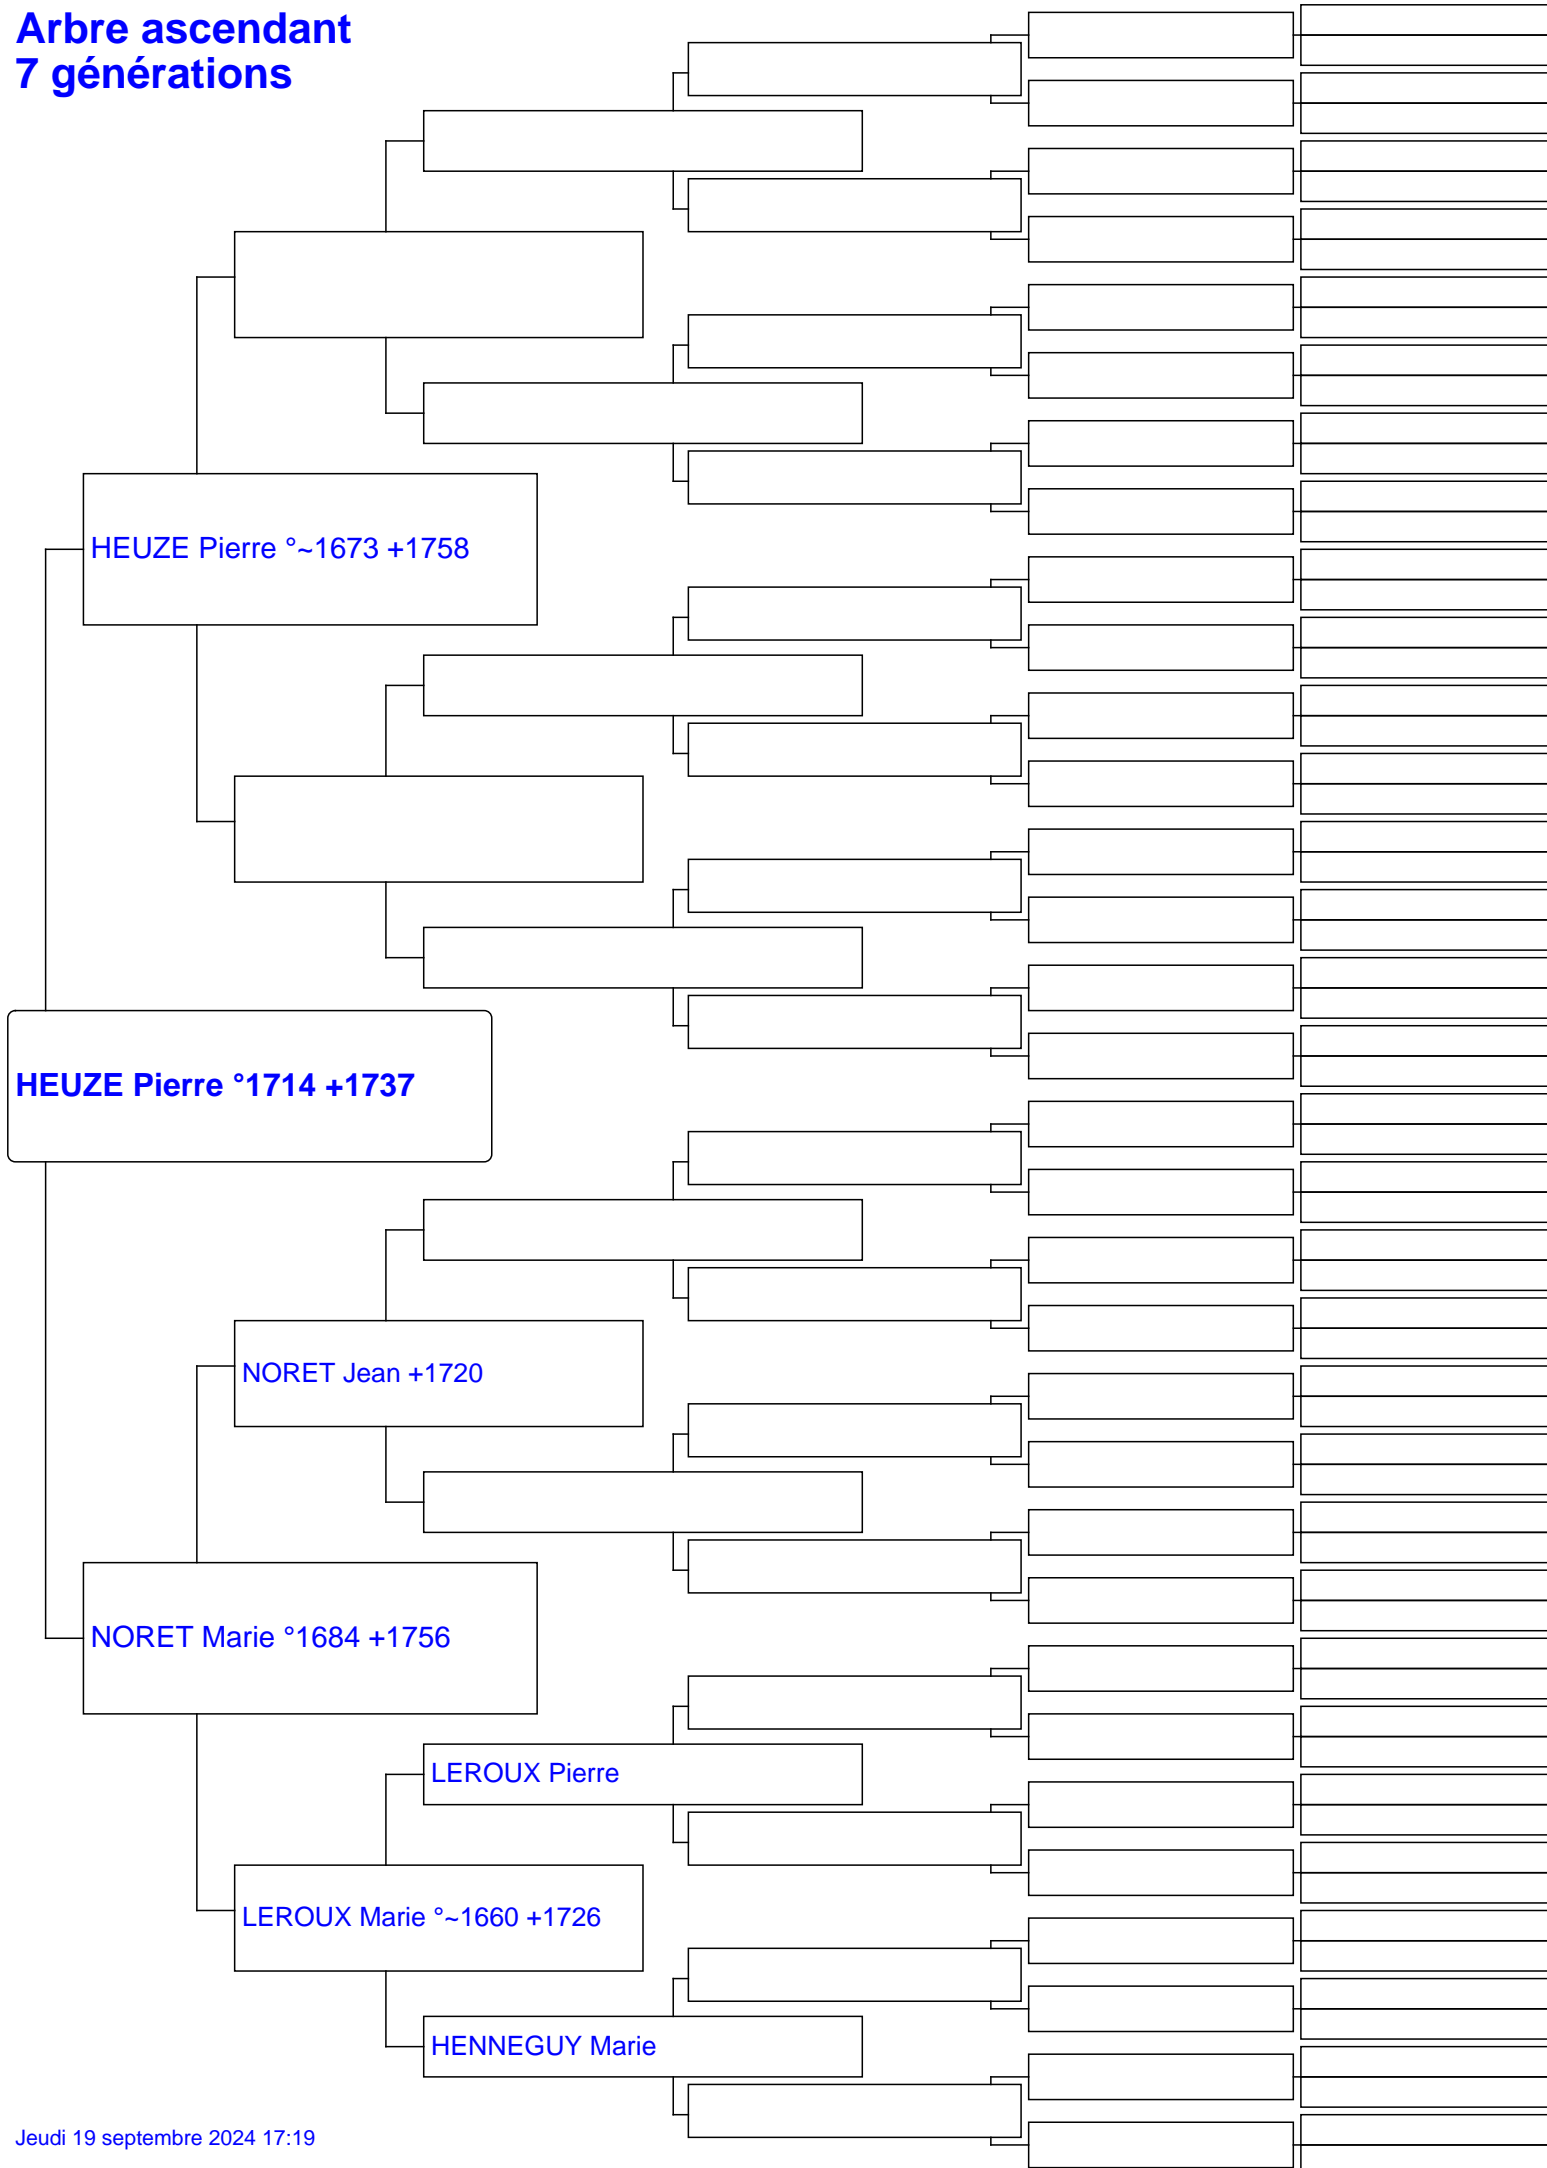 Arbre ascendant
7 générations
HEUZE Pierre °~1673 +1758
HEUZE Pierre °1714 +1737
NORET Jean +1720
NORET Marie °1684 +1756
LEROUX Pierre
LEROUX Marie °~1660 +1726
HENNEGUY Marie
Jeudi 19 septembre 2024 17:19